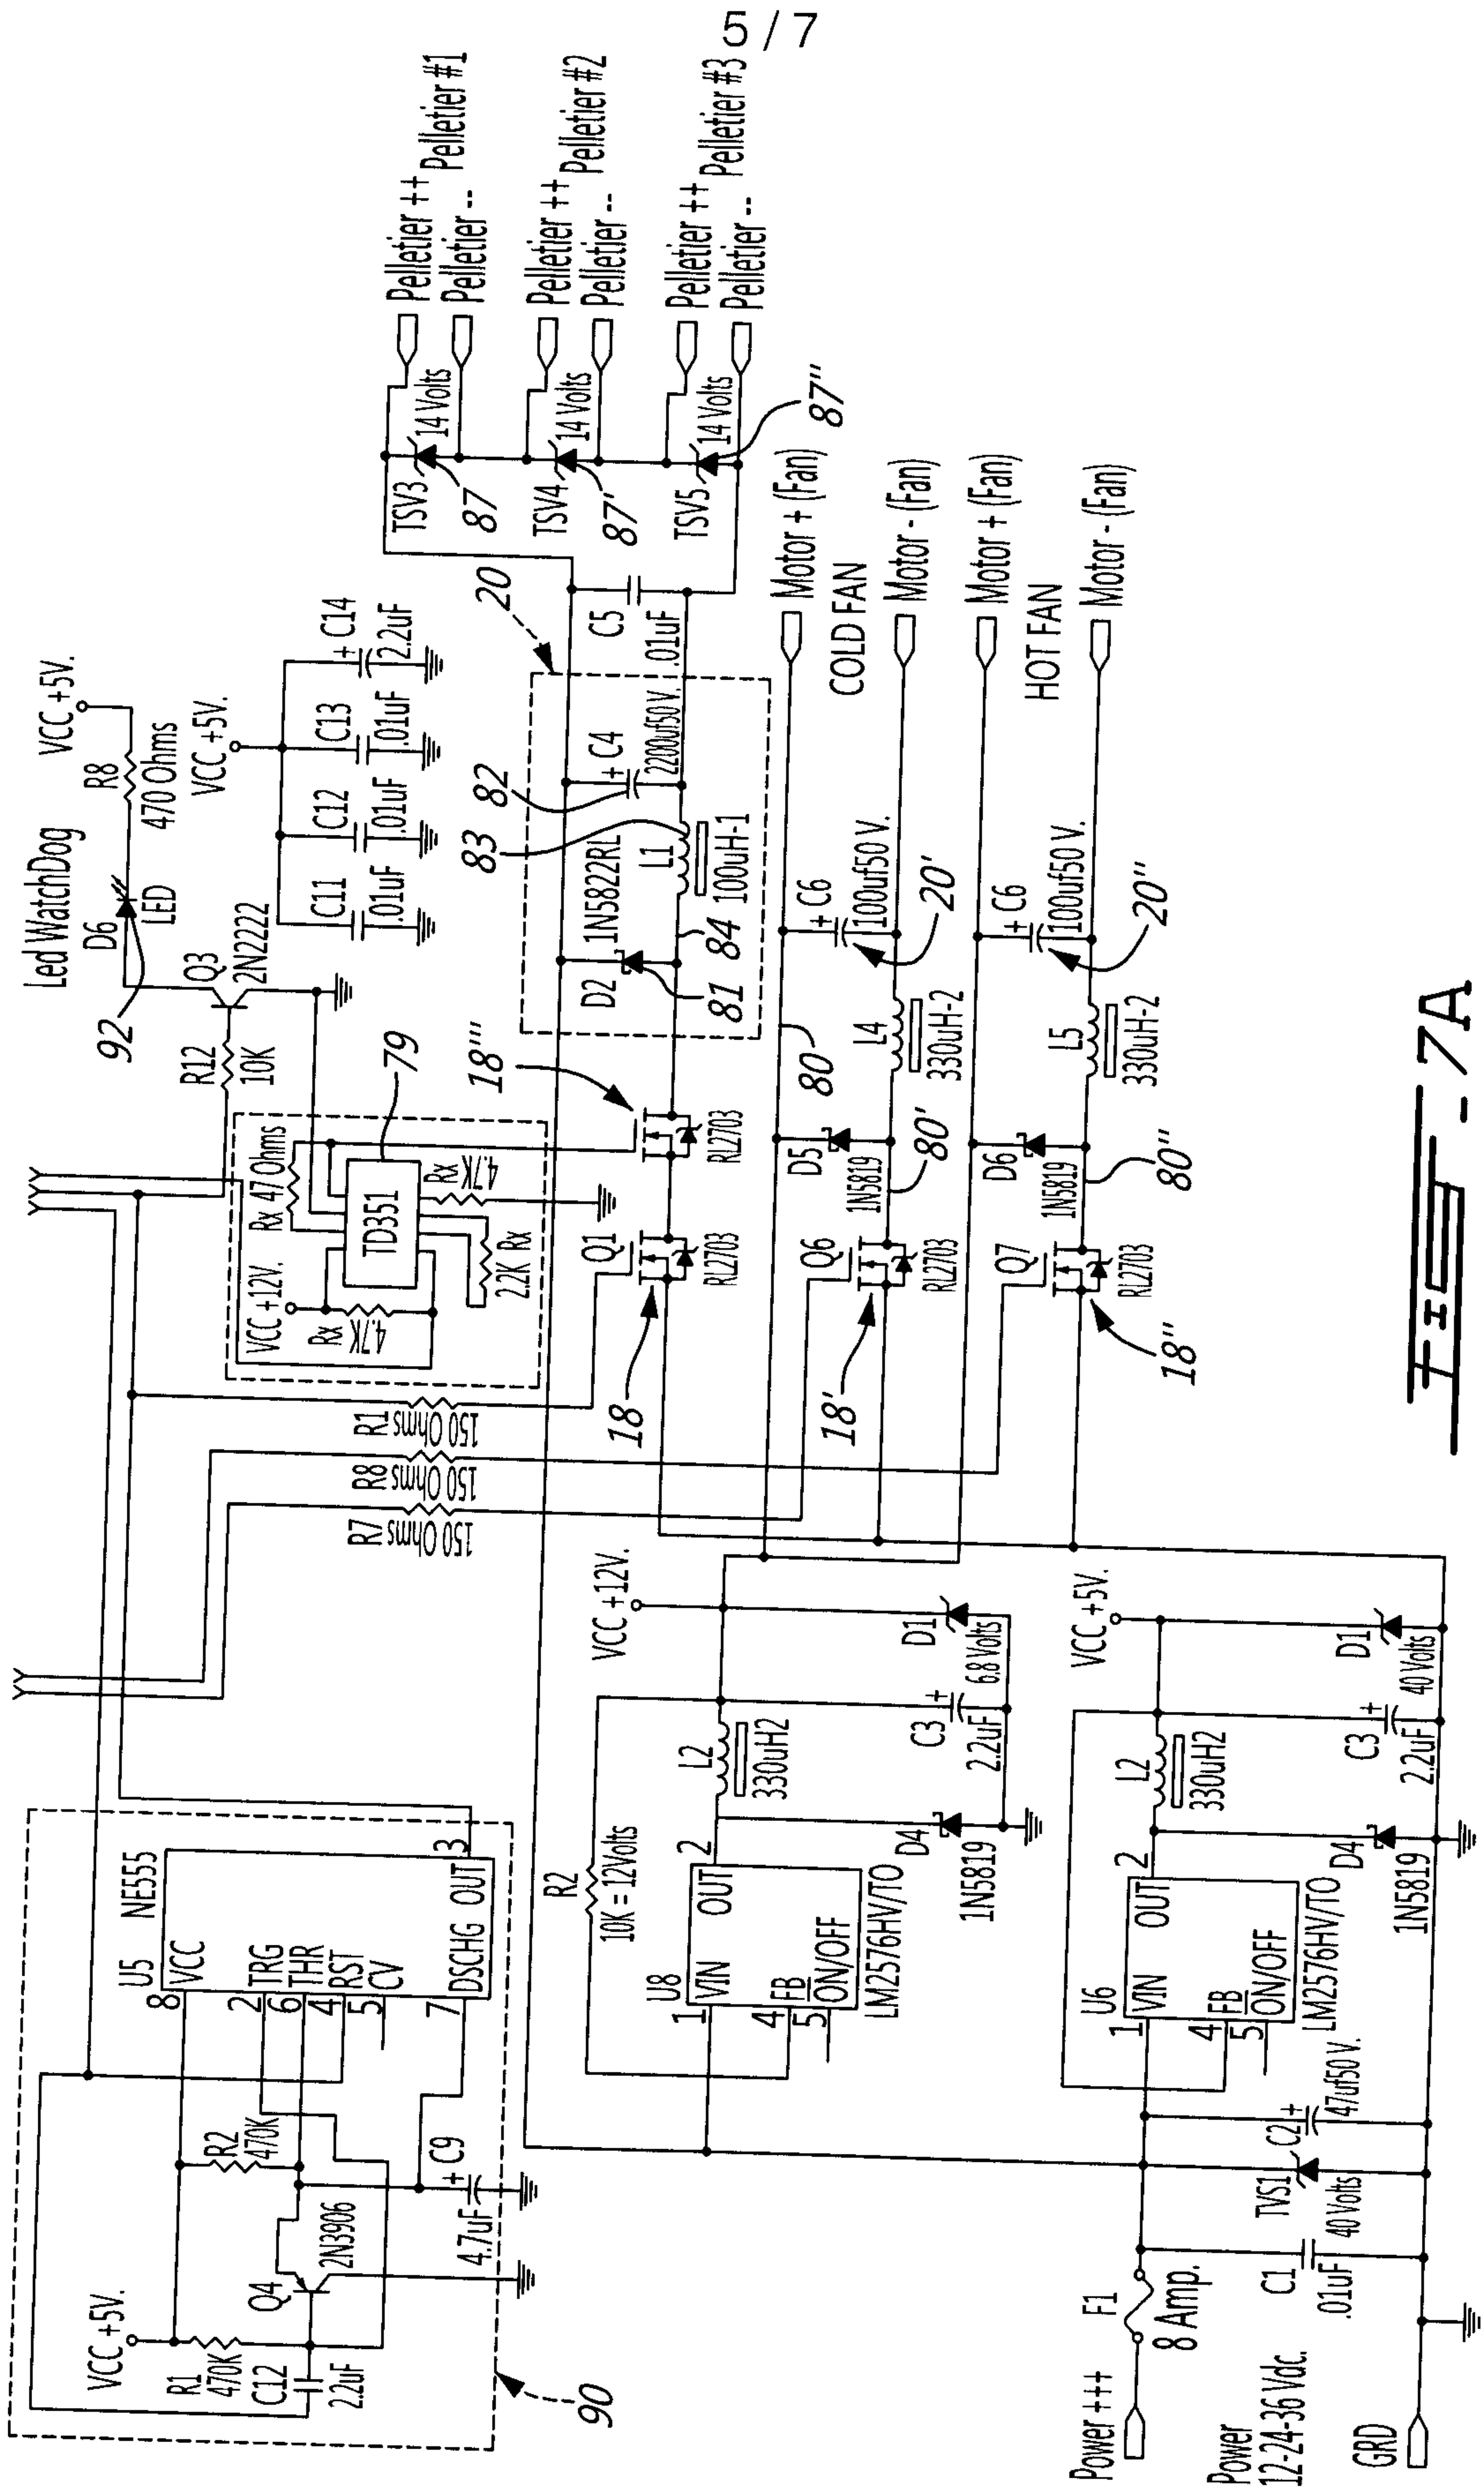 5 / 7
Led WatchDog
VCC +5V.
R8
470 Ohms
D6
LED
92
Q3
2N2222
R12
10K
VCC +5V.
C11
.01uF
C12
.01uF
C13
.01uF
C14
2.2uF
+
Pelletier ++
Pelletier --
Pelletier #1
Pelletier ++
Pelletier --
Pelletier #2
Pelletier ++
Pelletier --
Pelletier #3
TSV3
14 Volts
87
TSV4
14 Volts
87'
TSV5
14 Volts
87''
20
C5
.01uF
82
+ C4
2200uf50 V.
83
L1
100uH-1
1N5822RL
D2
81
84
18'''
RL2703
79
TD351
Rx 47 Ohms
VCC +12V.
Rx
4.7K
Rx
4.7K
2.2K Rx
Q1
RL2703
18
R1
150 Ohms
R8
150 Ohms
R7
150 Ohms
Motor + (Fan)
COLD FAN
Motor - (Fan)
80
+ C6
100uf50 V.
20'
L4
330uH-2
D5
1N5819
80'
Q6
RL2703
18'
Motor + (Fan)
HOT FAN
Motor - (Fan)
+ C6
100uf50 V.
20''
L5
330uH-2
D6
1N5819
80''
Q7
RL2703
18''
U5
NE555
8
VCC
2
TRG
6
THR
4
RST
5
CV
7
DSCHG
OUT
3
VCC +5V.
R1
470K
C12
2.2uF
Q4
2N3906
R2
470K
+ C9
4.7uF
90
VCC +12V.
R2
10K = 12Volts
U8
1
VIN
OUT
2
4
FB
5
ON/OFF
LM2576HV/TO
L2
330uH2
D4
1N5819
C3 +
2.2uF
D1
6.8 Volts
VCC +5V.
U6
1
VIN
OUT
2
4
FB
5
ON/OFF
LM2576HV/TO
L2
330uH2
D4
1N5819
C3 +
2.2uF
D1
40 Volts
Power +++
F1
8 Amp.
Power
12-24-36 Vdc.
GRD
C1
.01uF
TVS1
40 Volts
C2 +
47uf50 V.
FIG - 7A